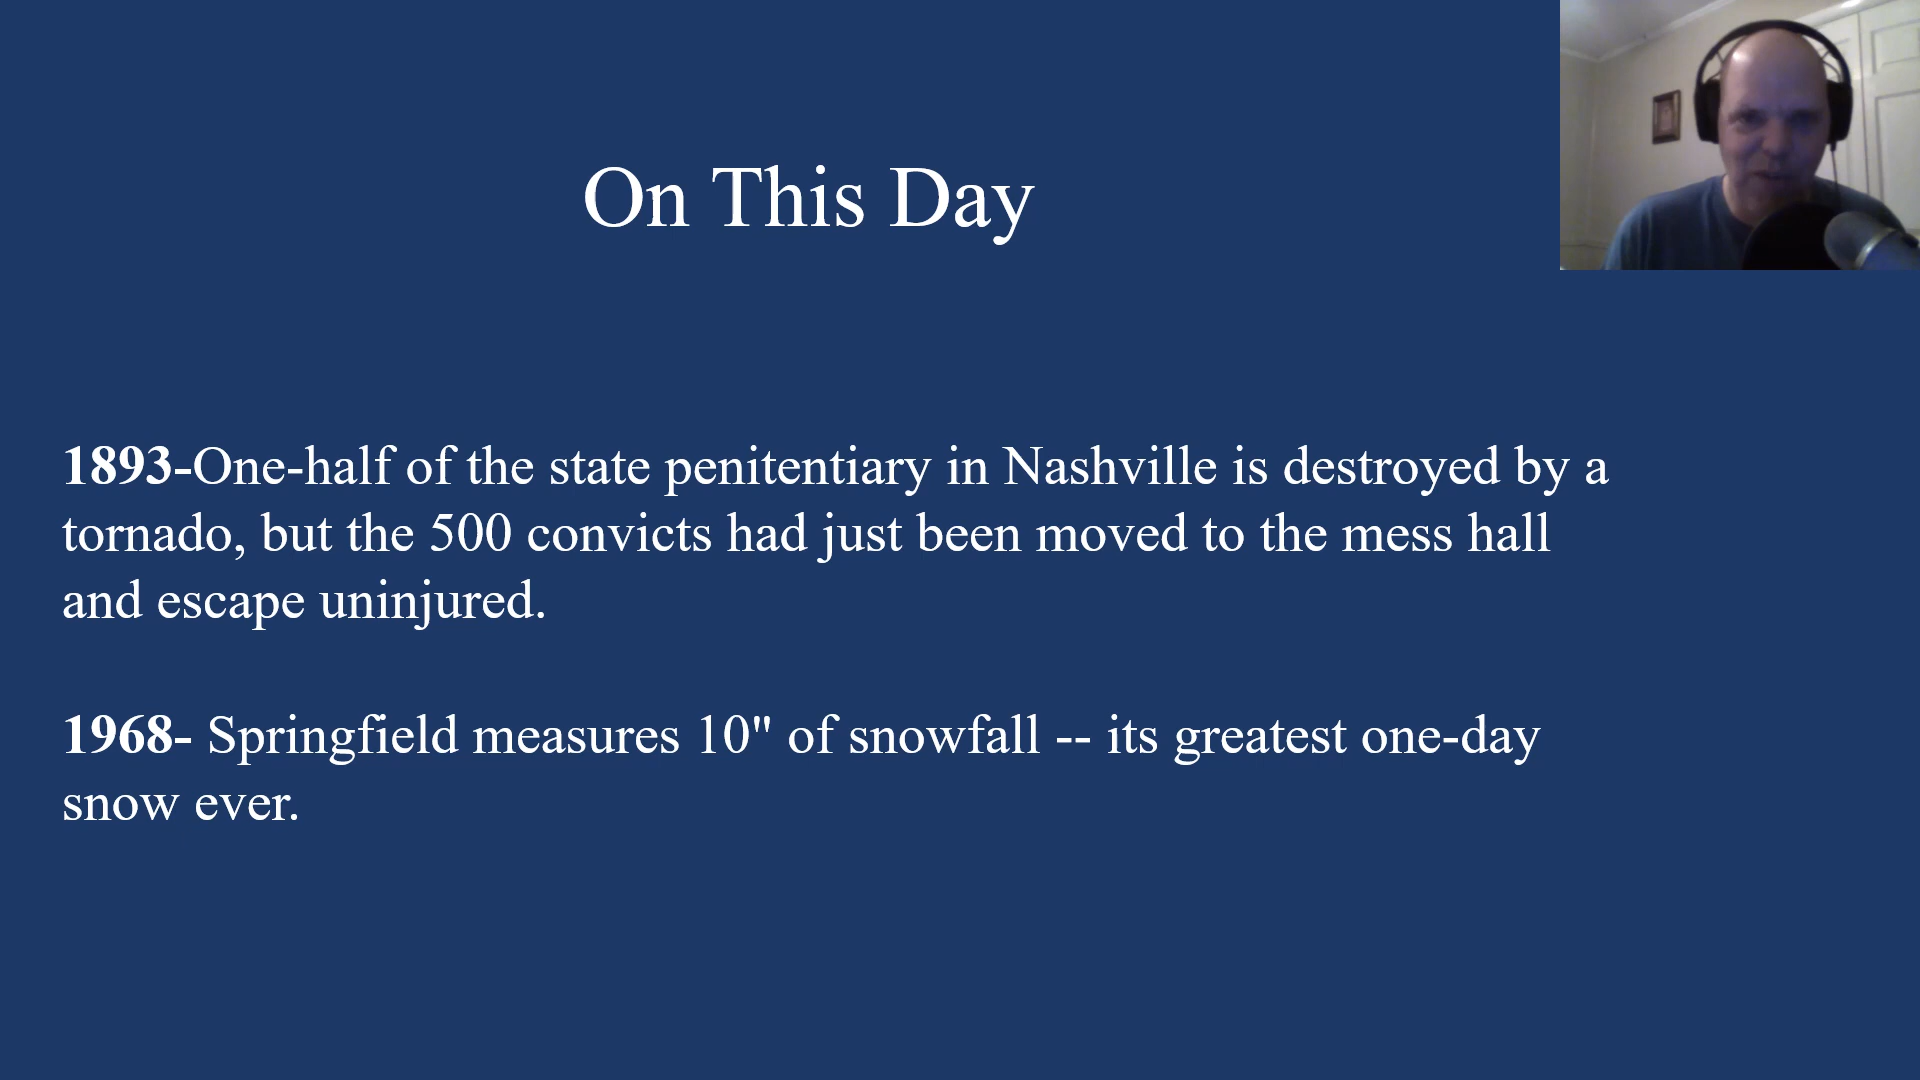 On This Day
1893-One-half of the state penitentiary in Nashville is destroyed by a
tornado, but the 500 convicts had just been moved to the mess hall
and escape uninjured.
1968- Springfield measures 10" of snowfall -- its greatest one-day
snow ever.